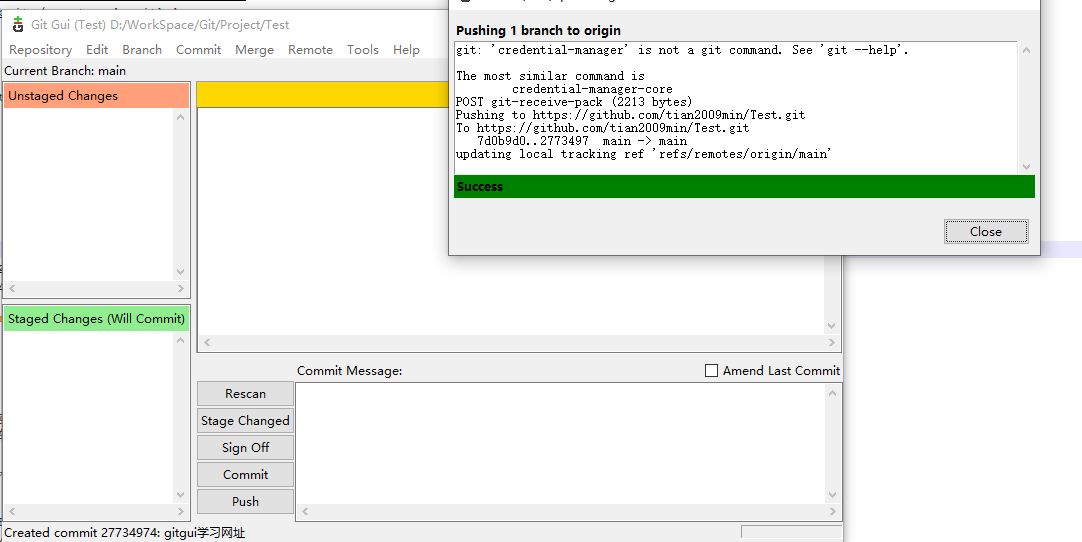 Git Gui (Test) D:/WorkSpace/Git/Project/Test
Repository Edit Branch Commit Merge Remote Tools Help
Current Branch: main
Unstaged Changes
Staged Changes (Will Commit)
Pushing 1 branch to origin
git: 'credential-manager' is not a git command. See 'git --help'.
The most similar command is
credential-manager-core
POST git-receive-pack (2213 bytes)
Pushing to https://github.com/tian2009min/Test.git
To https://github.com/tian2009min/Test.git
7d0b9d0..2773497 main -> main
updating local tracking ref 'refs/remotes/origin/main'
Success
Close
Commit Message:
Amend Last Commit
Rescan
Stage Changed
Sign Off
Commit
Push
Created commit 27734974: gitgui学习网址